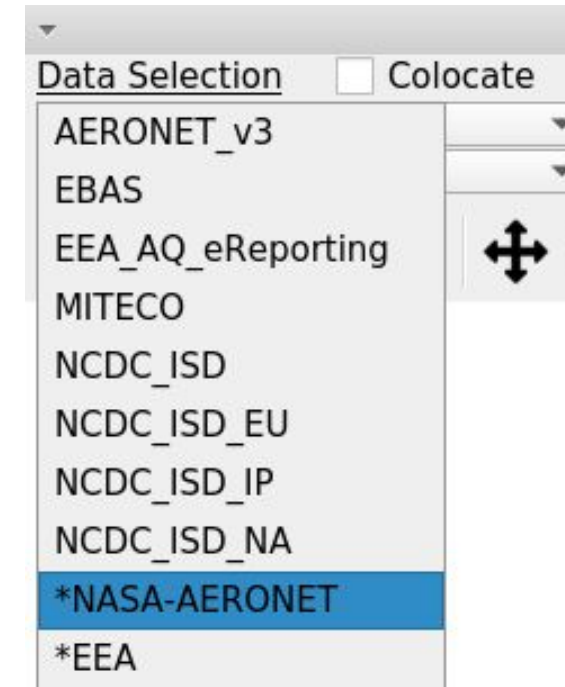 Data Selection Colocate
AERONET_v3
EBAS
EEA_AQ_eReporting
MITECO
NCDC_ISD
NCDC_ISD_EU
NCDC_ISD_IP
NCDC_ISD_NA
*NASA-AERONET
*EEA